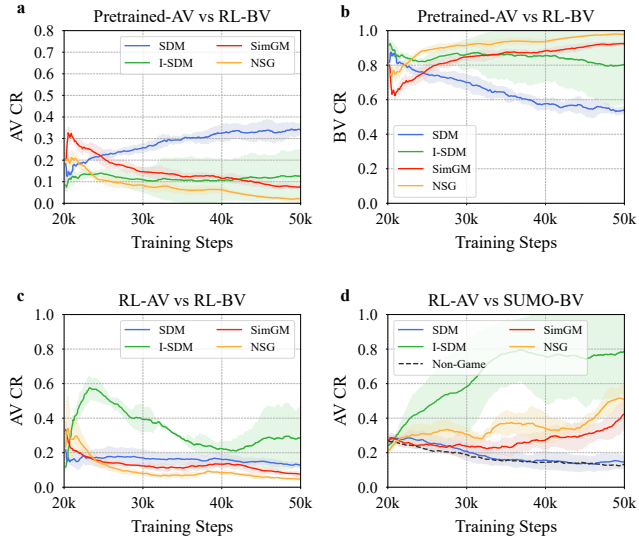 a
Pretrained-AV vs RL-BV
AV CR
0.8
0.7
0.6
0.5
0.4
0.3
0.2
0.1
0.0
SDM
I-SDM
SimGM
NSG
20k
30k
40k
50k
Training Steps
b
Pretrained-AV vs RL-BV
BV CR
1.0
0.8
0.6
0.4
0.2
0.0
SDM
I-SDM
SimGM
NSG
20k
30k
40k
50k
Training Steps
c
RL-AV vs RL-BV
AV CR
1.0
0.8
0.6
0.4
0.2
0.0
SDM
I-SDM
SimGM
NSG
20k
30k
40k
50k
Training Steps
d
RL-AV vs SUMO-BV
AV CR
1.0
0.8
0.6
0.4
0.2
0.0
SDM
I-SDM
Non-Game
SimGM
NSG
20k
30k
40k
50k
Training Steps